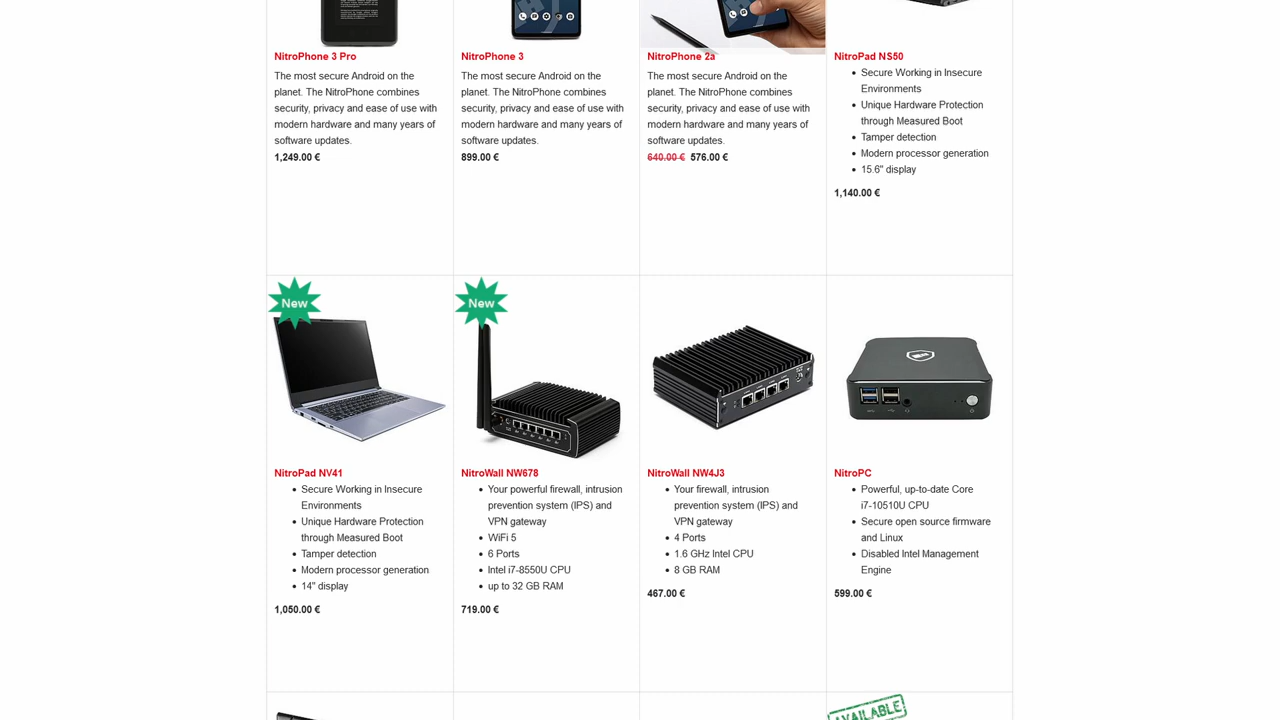 NitroPhone 3 Pro
The most secure Android on the
planet. The NitroPhone combines
security, privacy and ease of use with
modern hardware and many years of
software updates.
1,249.00 €
NitroPhone 3
The most secure Android on the
planet. The NitroPhone combines
security, privacy and ease of use with
modern hardware and many years of
software updates.
899.00 €
NitroPhone 2a
The most secure Android on the
planet. The NitroPhone combines
security, privacy and ease of use with
modern hardware and many years of
software updates.
640.00 € 576.00 €
NitroPad NS50
Secure Working in Insecure
Environments
Unique Hardware Protection
through Measured Boot
Tamper detection
Modern processor generation
15.6" display
1,140.00 €
New
NitroPad NV41
Secure Working in Insecure
Environments
Unique Hardware Protection
through Measured Boot
Tamper detection
Modern processor generation
14" display
1,050.00 €
New
NitroWall NW678
Your powerful firewall, intrusion
prevention system (IPS) and
VPN gateway
WiFi 5
6 Ports
Intel i7-8550U CPU
up to 32 GB RAM
719.00 €
NitroWall NW4J3
Your firewall, intrusion
prevention system (IPS) and
VPN gateway
4 Ports
1.6 GHz Intel CPU
8 GB RAM
467.00 €
NitroPC
Powerful, up-to-date Core
i7-10510U CPU
Secure open source firmware
and Linux
Disabled Intel Management
Engine
599.00 €
AVAILABLE